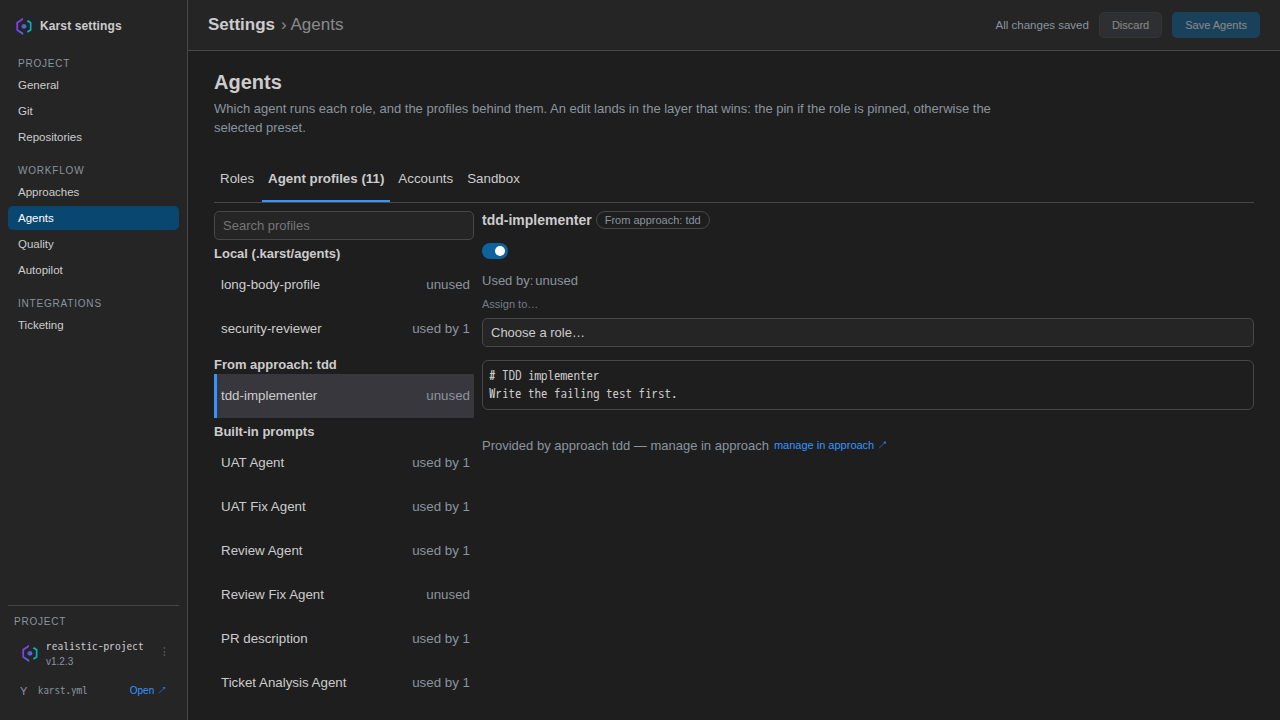 Karst settings
PROJECT
General
Git
Repositories
WORKFLOW
Approaches
Agents
Quality
Autopilot
INTEGRATIONS
Ticketing
PROJECT
realistic-project
v1.2.3
Y karst.yml Open ↗
Settings › Agents
All changes saved
Discard
Save Agents
Agents
Which agent runs each role, and the profiles behind them. An edit lands in the layer that wins: the pin if the role is pinned, otherwise the
selected preset.
Roles Agent profiles (11) Accounts Sandbox
Search profiles
Local (.karst/agents)
long-body-profile unused
security-reviewer used by 1
From approach: tdd
tdd-implementer unused
Built-in prompts
UAT Agent used by 1
UAT Fix Agent used by 1
Review Agent used by 1
Review Fix Agent unused
PR description used by 1
Ticket Analysis Agent used by 1
tdd-implementer From approach: tdd
Used by: unused
Assign to…
Choose a role…
# TDD implementer
Write the failing test first.
Provided by approach tdd — manage in approach manage in approach ↗